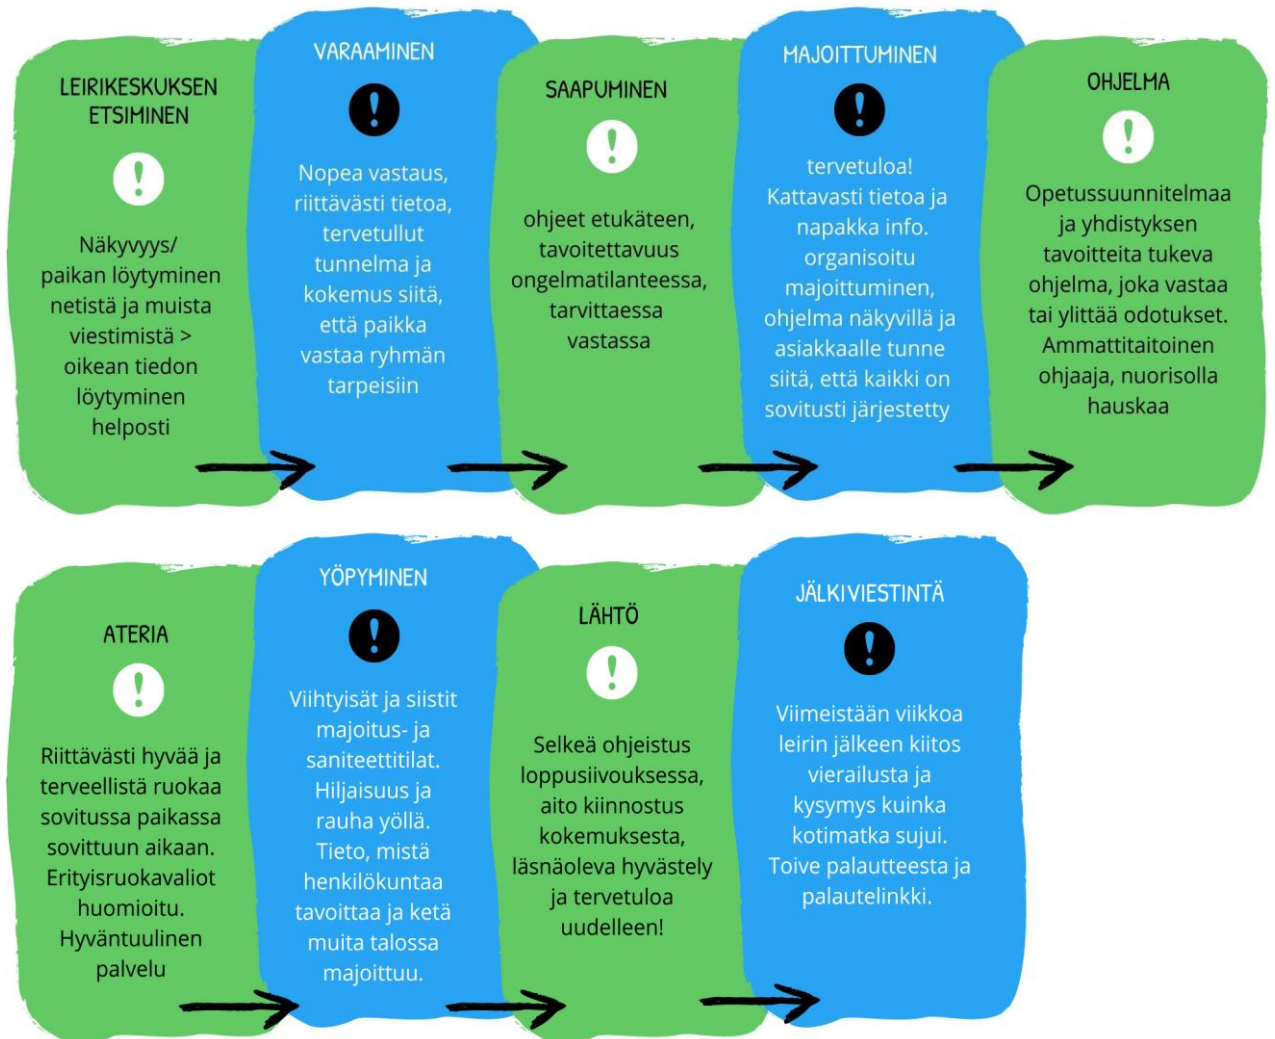 LEIRIKESKUKSEN
ETSIMINEN
Näkyvyys/
paikan löytyminen
netistä ja muista
viestimistä >
oikean tiedon
löytyminen
helposti
VARAAMINEN
Nopea vastaus,
riittävästi tietoa,
tervetullut
tunnelma ja
kokemus siitä,
että paikka
vastaa ryhmän
tarpeisiin
SAAPUMINEN
ohjeet etukäteen,
tavoitettavuus
ongelmatilanteessa,
tarvittaessa
vastassa
MAJOITTUMINEN
tervetuloa!
Kattavasti tietoa ja
napakka info.
organisoitu
majoittuminen,
ohjelma näkyvillä ja
asiakkaalle tunne
siitä, että kaikki on
sovitusti järjestetty
OHJELMA
Opetussuunnitelmaa
ja yhdistyksen
tavoitteita tukeva
ohjelma, joka vastaa
tai ylittää odotukset.
Ammattitaitoinen
ohjaaja, nuorisolla
hauskaa
ATERIA
Riittävästi hyvää ja
terveellistä ruokaa
sovitussa paikassa
sovittuun aikaan.
Erityisruokavaliot
huomioitu.
Hyväntuulinen
palvelu
YÖPYMINEN
Viihtyisät ja siistit
majoitus- ja
saniteettitilat.
Hiljaisuus ja
rauha yöllä.
Tieto, mistä
henkilökuntaa
tavoittaa ja ketä
muita talossa
majoittuu.
LÄHTÖ
Selkeä ohjeistus
loppusiivouksessa,
aito kiinnostus
kokemuksesta,
läsnäoleva hyvästely
ja tervetuloa
uudelleen!
JÄLKIVIESTINTÄ
Viimeistään viikkoa
leirin jälkeen kiitos
vierailusta ja
kysymys kuinka
kotimatka sujui.
Toive palautteesta ja
palautelinkki.